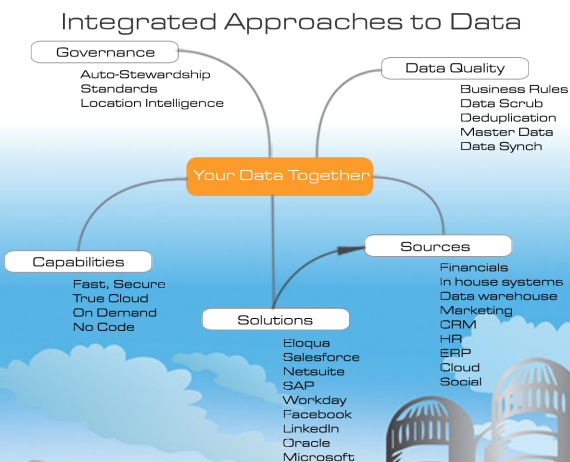 Integrated Approaches to Data
Governance
Auto-Stewardship
Standards
Location Intelligence
Data Quality
Business Rules
Data Scrub
Deduplication
Master Data
Data Synch
Your Data Together
Capabilities
Fast, Secure
True Cloud
On Demand
No Code
Solutions
Eloqua
Salesforce
Netsuite
SAP
Workday
Facebook
LinkedIn
Oracle
Microsoft
Sources
Financials
In house systems
Data warehouse
Marketing
CRM
HR
ERP
Cloud
Social